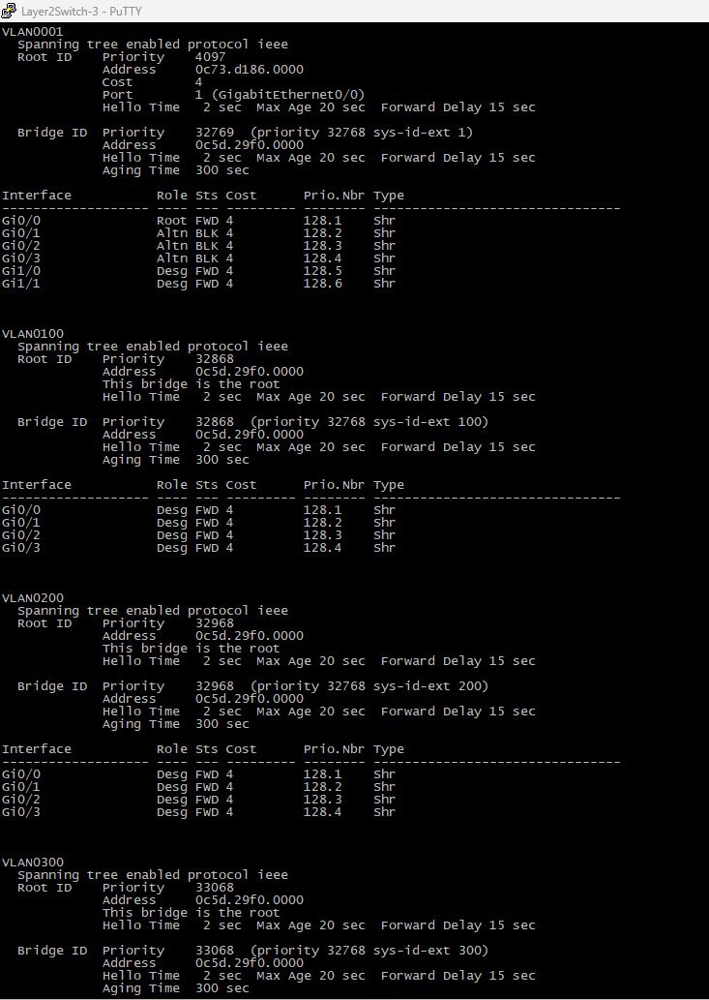 Layer2Switch-3 - PuTTY
VLAN0001
  Spanning tree enabled protocol ieee
  Root ID    Priority    4097
             Address     0c73.d186.0000
             Cost        4
             Port        1 (GigabitEthernet0/0)
             Hello Time   2 sec  Max Age 20 sec  Forward Delay 15 sec
  Bridge ID  Priority    32769  (priority 32768 sys-id-ext 1)
             Address     0c5d.29f0.0000
             Hello Time   2 sec  Max Age 20 sec  Forward Delay 15 sec
             Aging Time  300 sec
Interface           Role Sts Cost      Prio.Nbr Type
------------------- ---- --- --------- -------- --------------------------------
Gi0/0               Root FWD 4         128.1    Shr
Gi0/1               Altn BLK 4         128.2    Shr
Gi0/2               Altn BLK 4         128.3    Shr
Gi0/3               Altn BLK 4         128.4    Shr
Gi1/0               Desg FWD 4         128.5    Shr
Gi1/1               Desg FWD 4         128.6    Shr
VLAN0100
  Spanning tree enabled protocol ieee
  Root ID    Priority    32868
             Address     0c5d.29f0.0000
             This bridge is the root
             Hello Time   2 sec  Max Age 20 sec  Forward Delay 15 sec
  Bridge ID  Priority    32868  (priority 32768 sys-id-ext 100)
             Address     0c5d.29f0.0000
             Hello Time   2 sec  Max Age 20 sec  Forward Delay 15 sec
             Aging Time  300 sec
Interface           Role Sts Cost      Prio.Nbr Type
------------------- ---- --- --------- -------- --------------------------------
Gi0/0               Desg FWD 4         128.1    Shr
Gi0/1               Desg FWD 4         128.2    Shr
Gi0/2               Desg FWD 4         128.3    Shr
Gi0/3               Desg FWD 4         128.4    Shr
VLAN0200
  Spanning tree enabled protocol ieee
  Root ID    Priority    32968
             Address     0c5d.29f0.0000
             This bridge is the root
             Hello Time   2 sec  Max Age 20 sec  Forward Delay 15 sec
  Bridge ID  Priority    32968  (priority 32768 sys-id-ext 200)
             Address     0c5d.29f0.0000
             Hello Time   2 sec  Max Age 20 sec  Forward Delay 15 sec
             Aging Time  300 sec
Interface           Role Sts Cost      Prio.Nbr Type
------------------- ---- --- --------- -------- --------------------------------
Gi0/0               Desg FWD 4         128.1    Shr
Gi0/1               Desg FWD 4         128.2    Shr
Gi0/2               Desg FWD 4         128.3    Shr
Gi0/3               Desg FWD 4         128.4    Shr
VLAN0300
  Spanning tree enabled protocol ieee
  Root ID    Priority    33068
             Address     0c5d.29f0.0000
             This bridge is the root
             Hello Time   2 sec  Max Age 20 sec  Forward Delay 15 sec
  Bridge ID  Priority    33068  (priority 32768 sys-id-ext 300)
             Address     0c5d.29f0.0000
             Hello Time   2 sec  Max Age 20 sec  Forward Delay 15 sec
             Aging Time  300 sec